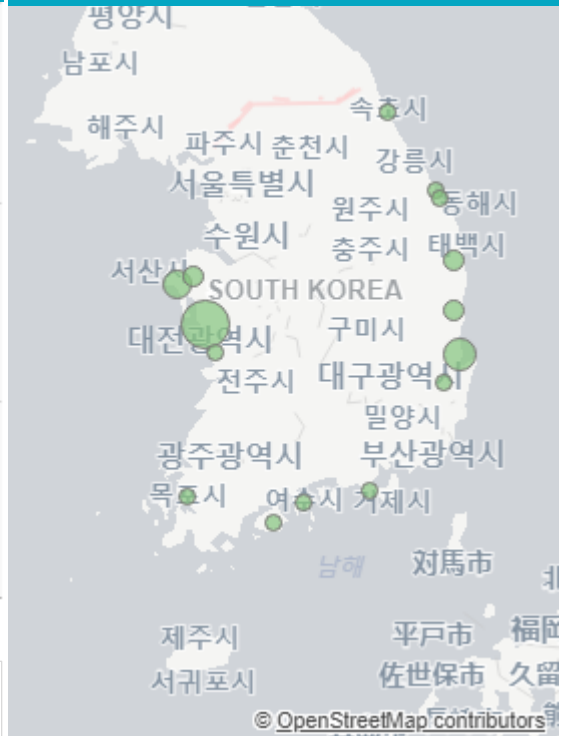 평양시
남포시
해주시
속초시
파주시 춘천시
강릉시
서울특별시
원주시 동해시
수원시
충주시 태백시
서산시
SOUTH KOREA
대전광역시 구미시
전주시 대구광역시
밀양시
광주광역시 부산광역시
목포시 여수시 거제시
남해 対馬市
北
제주시 平戸市 福岡
서귀포시 佐世保市 久留
© OpenStreetMap contributors